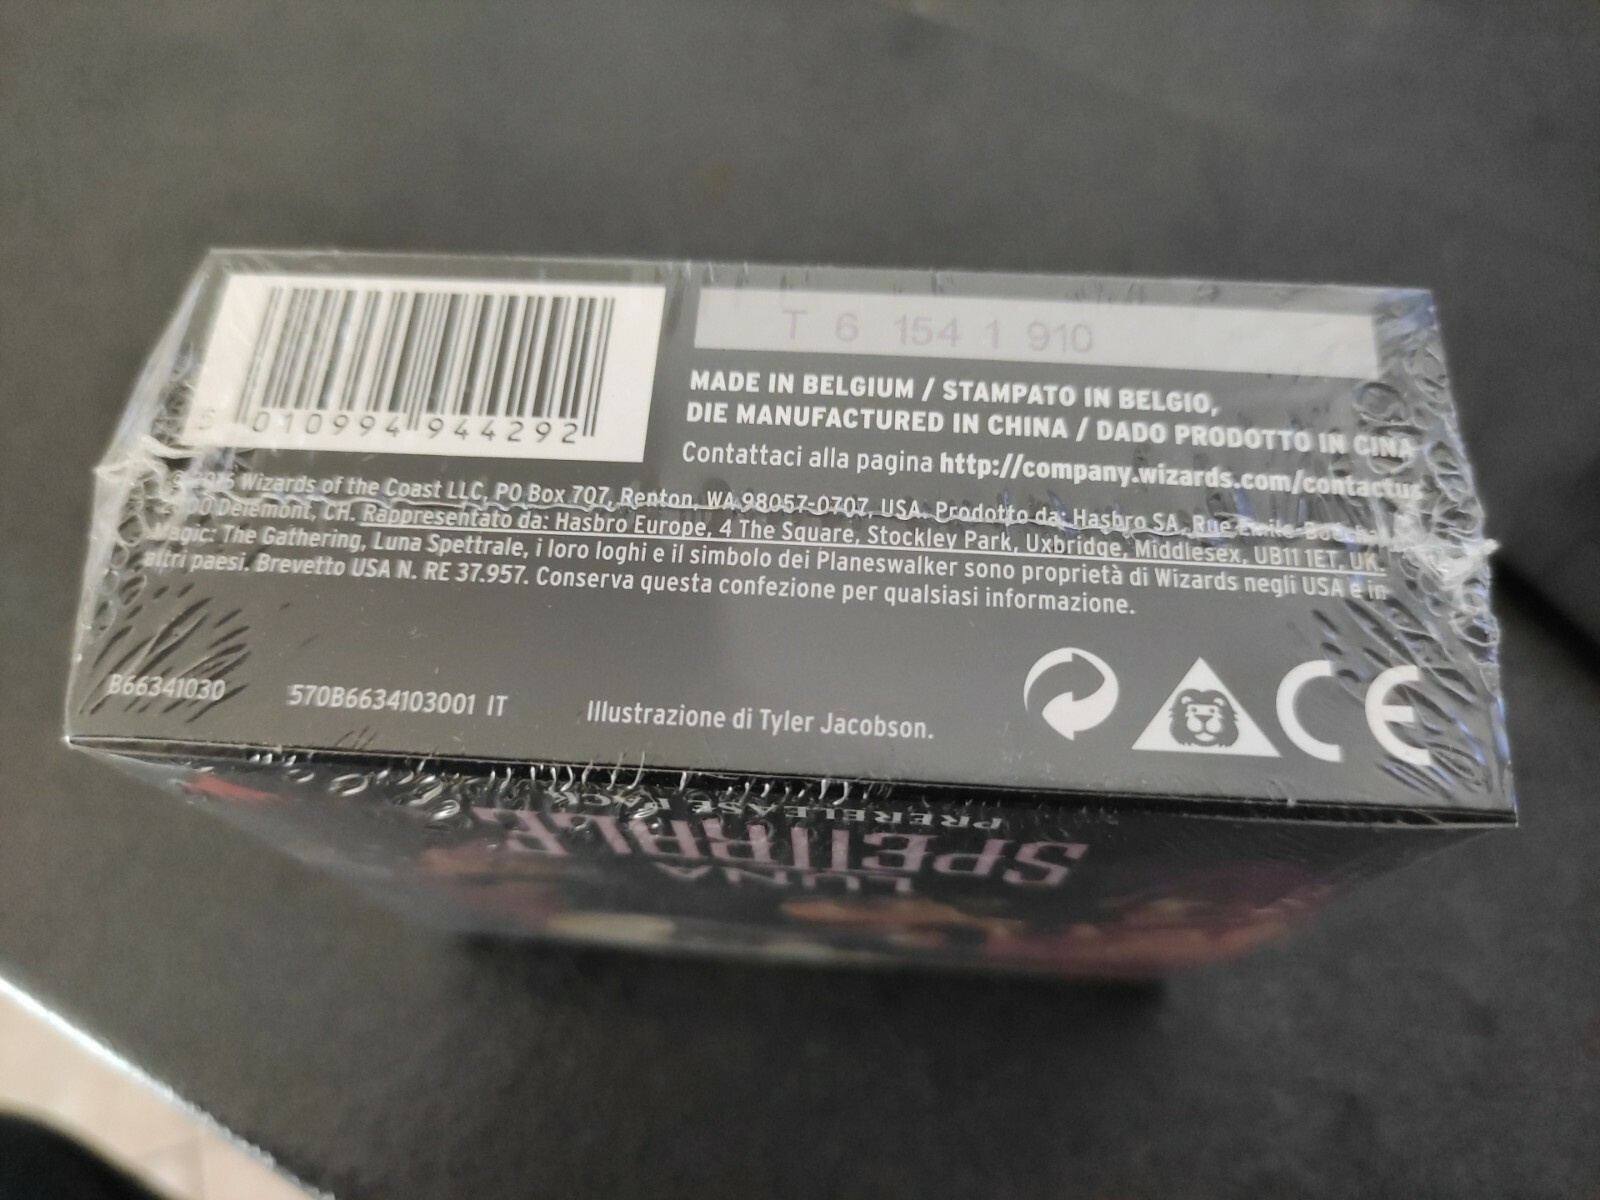 5 010994 944292
T 6 154 1 910
MADE IN BELGIUM / STAMPATO IN BELGIO,
DIE MANUFACTURED IN CHINA / DADO PRODOTTO IN CINA
Contattaci alla pagina http://company.wizards.com/contactus
Wizards of the Coast LLC, PO Box 707, Renton, WA 98057-0707, USA. Prodotto da: Hasbro SA, Rue Emile
Delémont, CH. Rappresentato da: Hasbro Europe, 4 The Square, Stockley Park, Uxbridge, Middlesex, UB11 1ET, UK.
Magic: The Gathering, Luna Spettrale, i loro loghi e il simbolo dei Planeswalker sono proprietà di Wizards negli USA e in
altri paesi. Brevetto USA N. RE 37.957. Conserva questa confezione per qualsiasi informazione.
B66341030 570B6634103001 IT Illustrazione di Tyler Jacobson.
CE
PRERELEASE PACK
SPETTRALE
LUNA